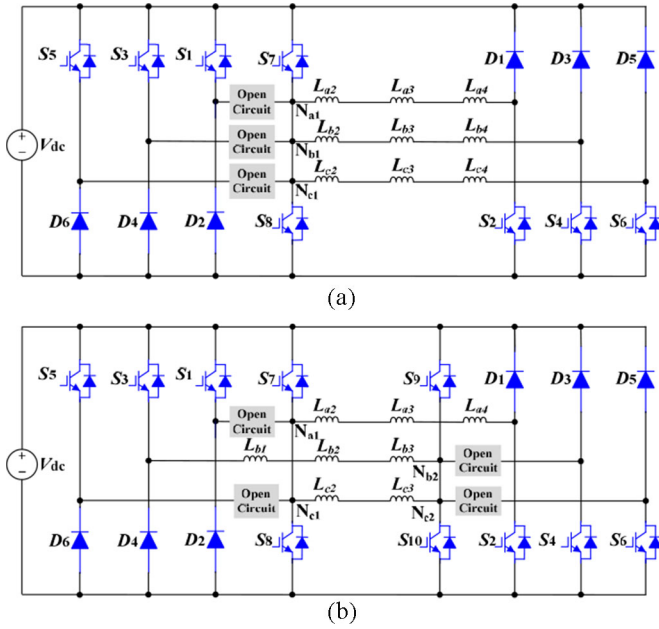 S5 S3 S1 S7 D1 D3 D5
La2 La3 La4
Open Circuit
Na1
Lb2 Lb3 Lb4
Vdc
Open Circuit
Nb1
Lc2 Lc3 Lc4
Open Circuit
Nc1
D6 D4 D2 S8 S2 S4 S6
(a)
S5 S3 S1 S7 S9 D1 D3 D5
La2 La3 La4
Open Circuit
Na1
Lb1 Lb2 Lb3
Vdc
Nb2
Open Circuit
Lc2 Lc3
Open Circuit
Nc1
Nc2
Open Circuit
D6 D4 D2 S8 S10 S2 S4 S6
(b)